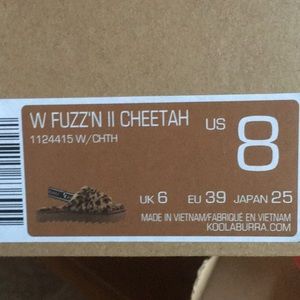 W FUZZ'N II CHEETAH
1124415 W/CHTH
US 8
UK 6 EU 39 JAPAN 25
MADE IN VIETNAM/FABRIQUÉ EN VIETNAM
KOOLABURRA.COM